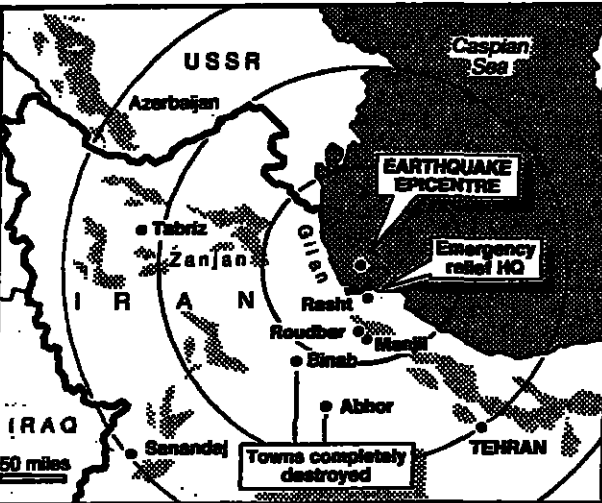 Caspian
Sea
USSR
Azerbaijan
EARTHQUAKE
EPICENTRE
Tabriz
Zanjan
Gilan
Emergency
relief HQ
IRAN
Rasht
Roudbar
Manjil
Binab
Abhor
IRAQ
Sanandaj
TEHRAN
50 miles
Towns completely
destroyed